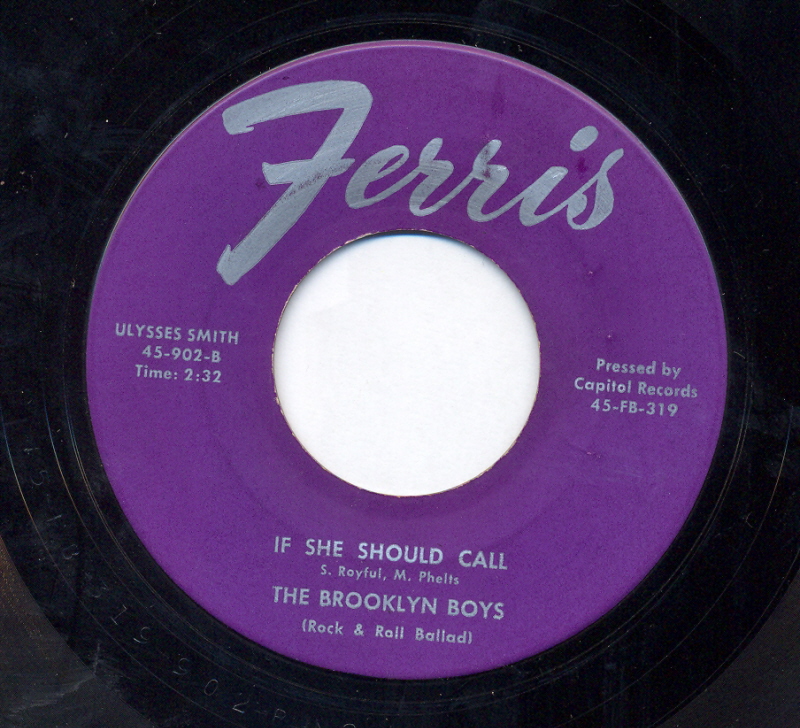 Ferris
ULYSSES SMITH
45-902-B
Time: 2:32
Pressed by
Capitol Records
45-FB-319
IF SHE SHOULD CALL
S. Royful, M. Phelts
THE BROOKLYN BOYS
(Rock & Roll Ballad)